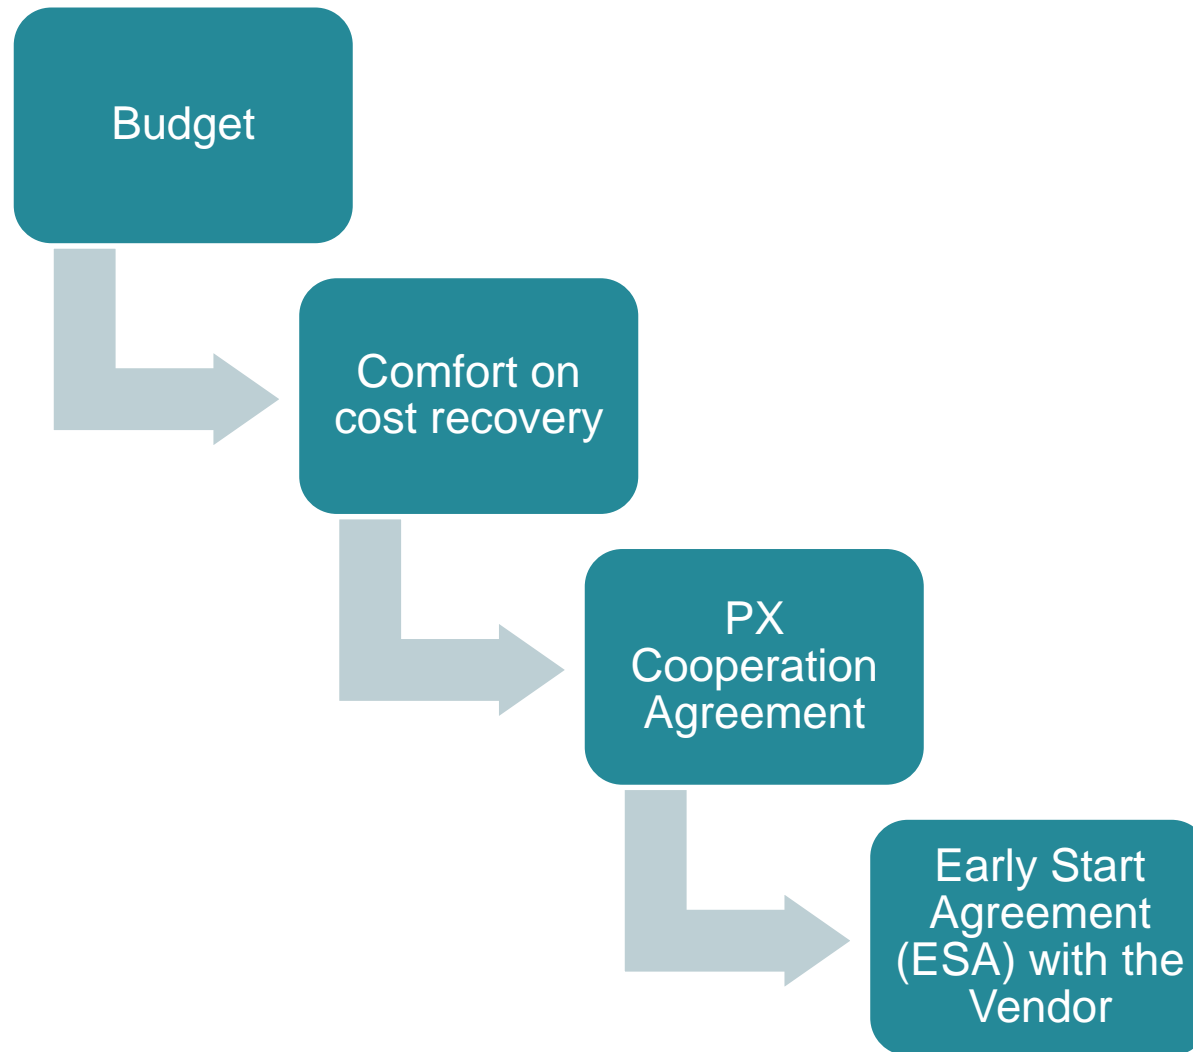 Budget
Comfort on
cost recovery
PX
Cooperation
Agreement
Early Start
Agreement
(ESA) with the
Vendor